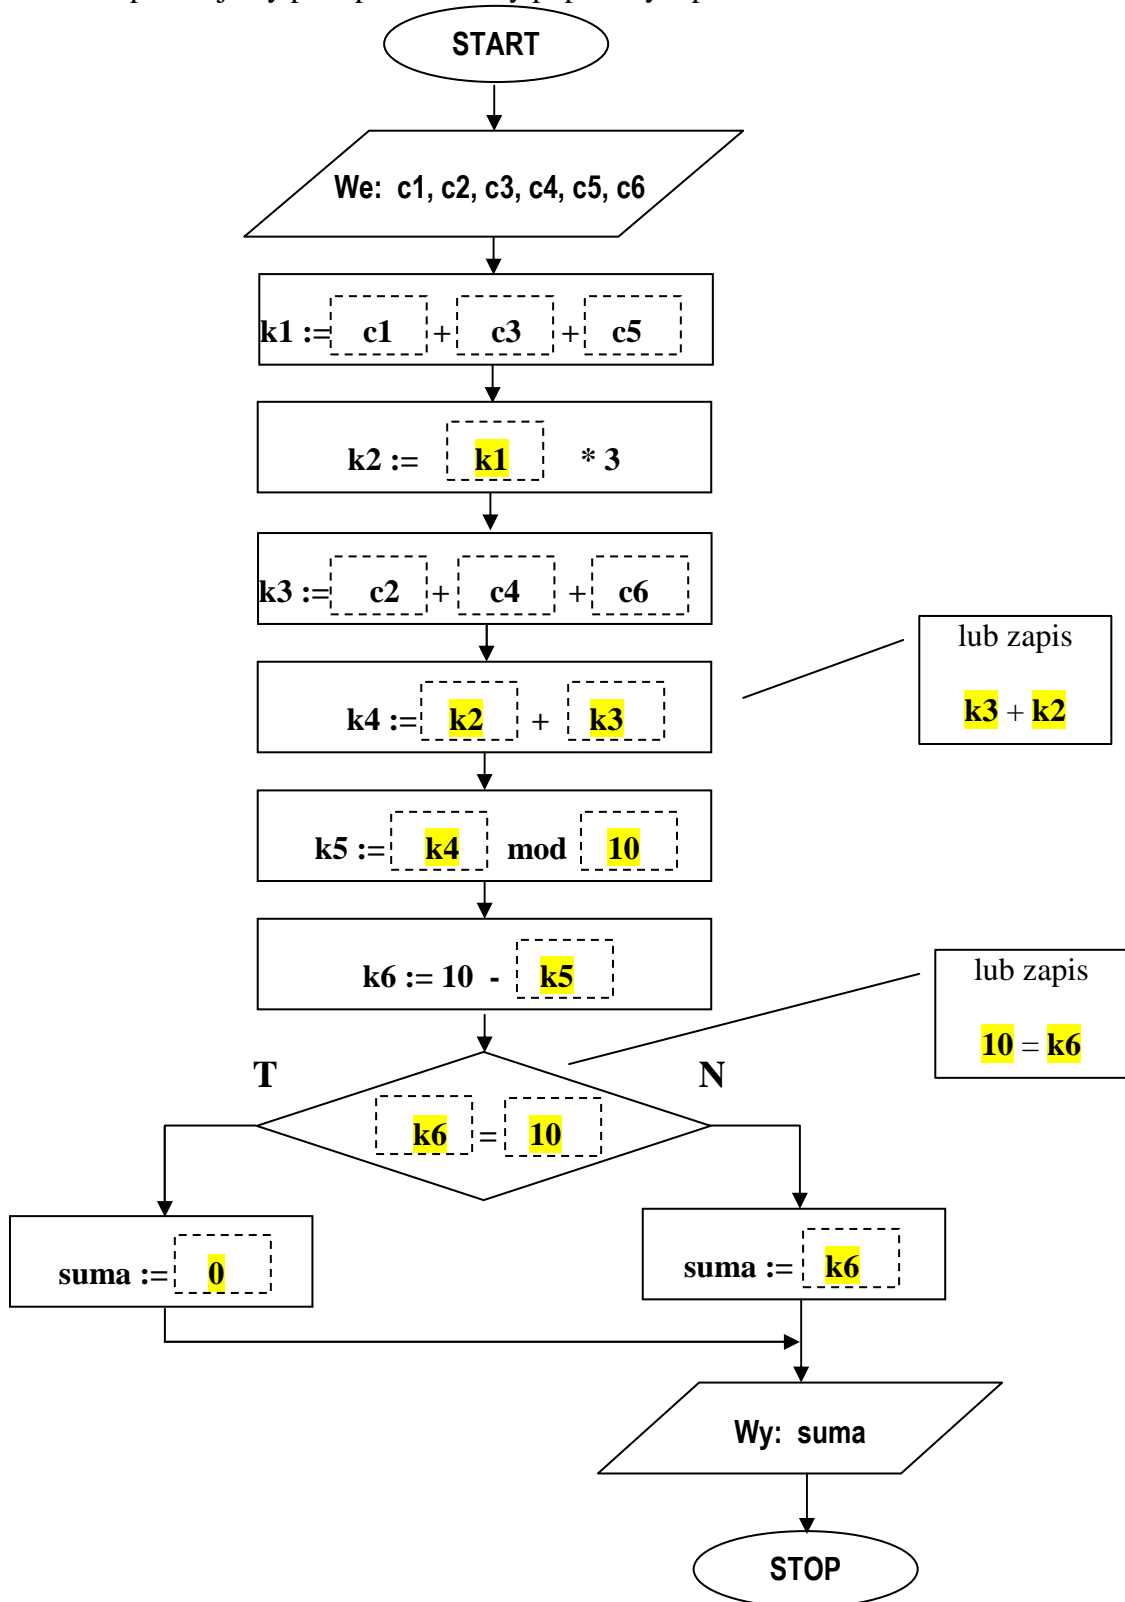 START
We: c1, c2, c3, c4, c5, c6
k1 := c1 + c3 + c5
k2 := k1 * 3
k3 := c2 + c4 + c6
lub zapis
k3 + k2
k4 := k2 + k3
k5 := k4 mod 10
k6 := 10 - k5
lub zapis
10 = k6
T
N
k6 = 10
suma := 0
suma := k6
Wy: suma
STOP